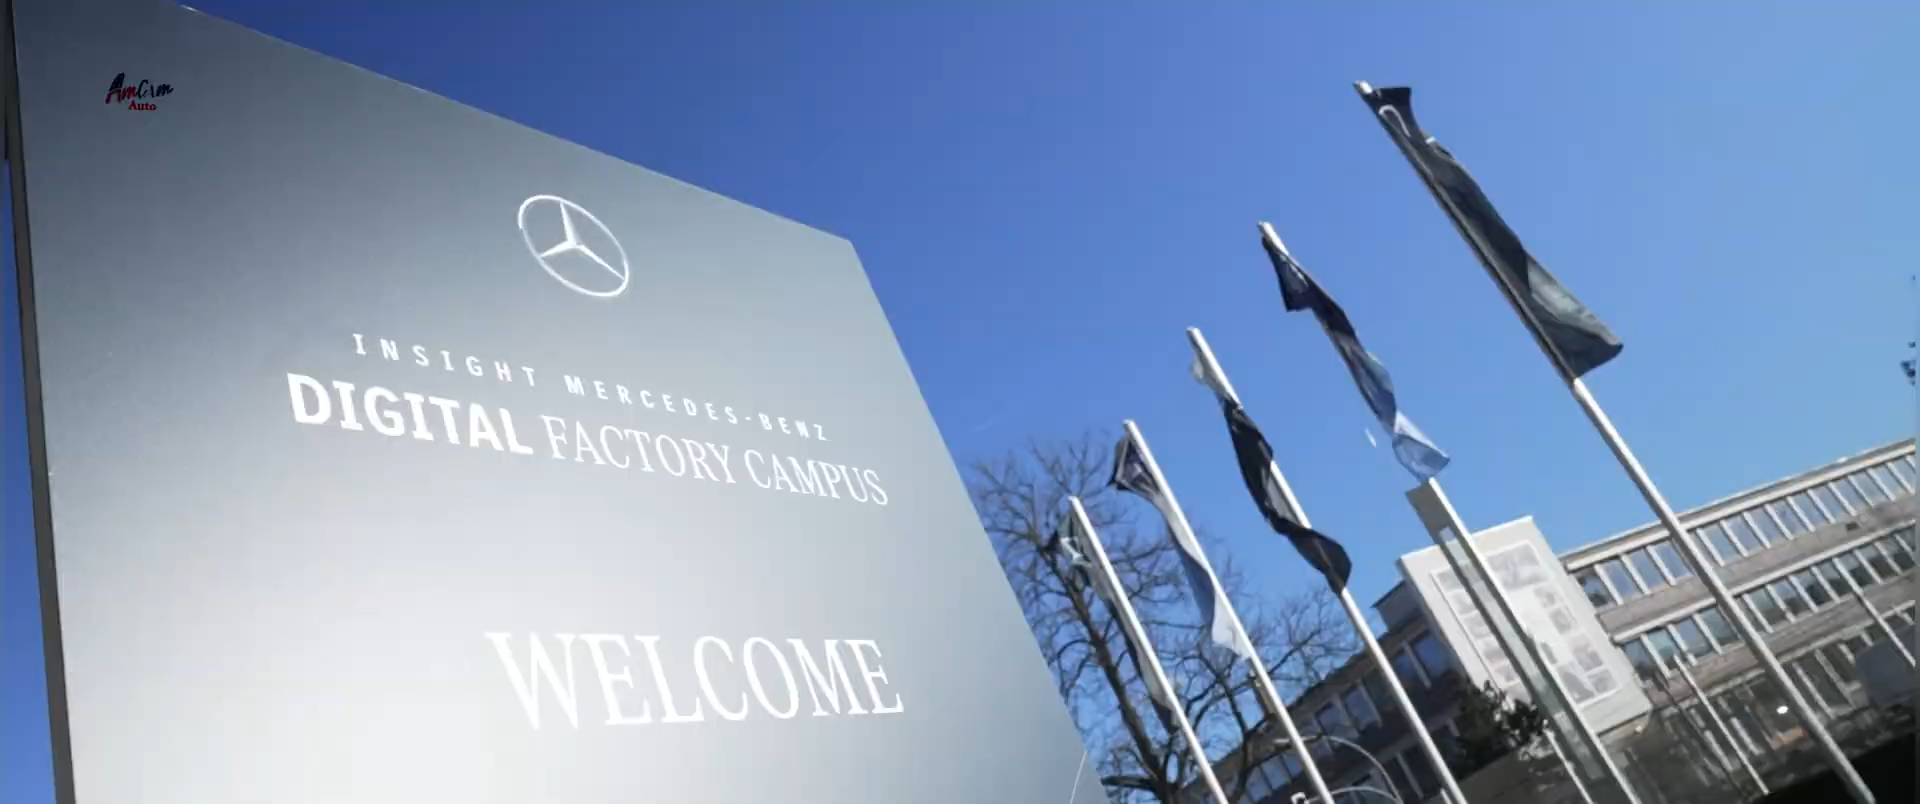 AmCam
Auto
INSIGHT MERCEDES-BENZ
DIGITAL FACTORY CAMPUS
WELCOME